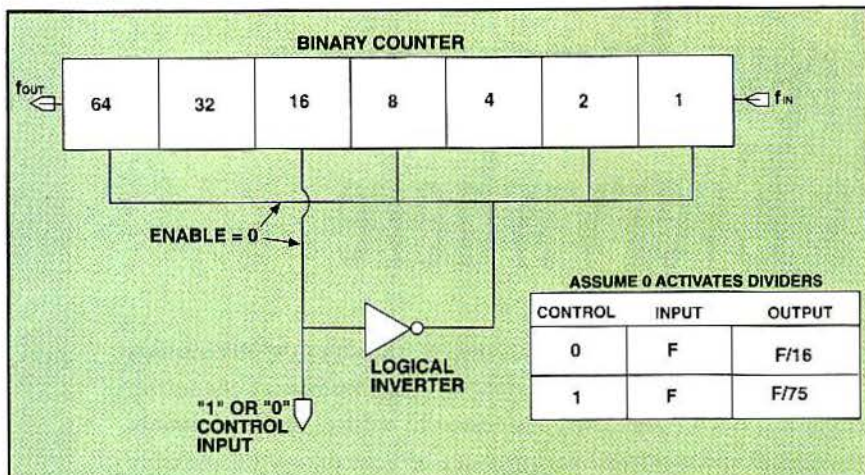 BINARY COUNTER
fOUT
64 32 16 8 4 2 1
fIN
ENABLE = 0
LOGICAL
INVERTER
"1" OR "0"
CONTROL
INPUT
ASSUME 0 ACTIVATES DIVIDERS
CONTROL INPUT OUTPUT
0 F F/16
1 F F/75